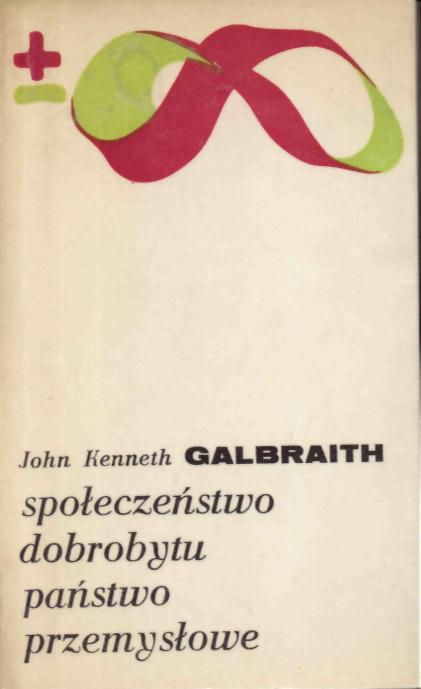 ±
John Kenneth GALBRAITH
społeczeństwo
dobrobytu
państwo
przemysłowe